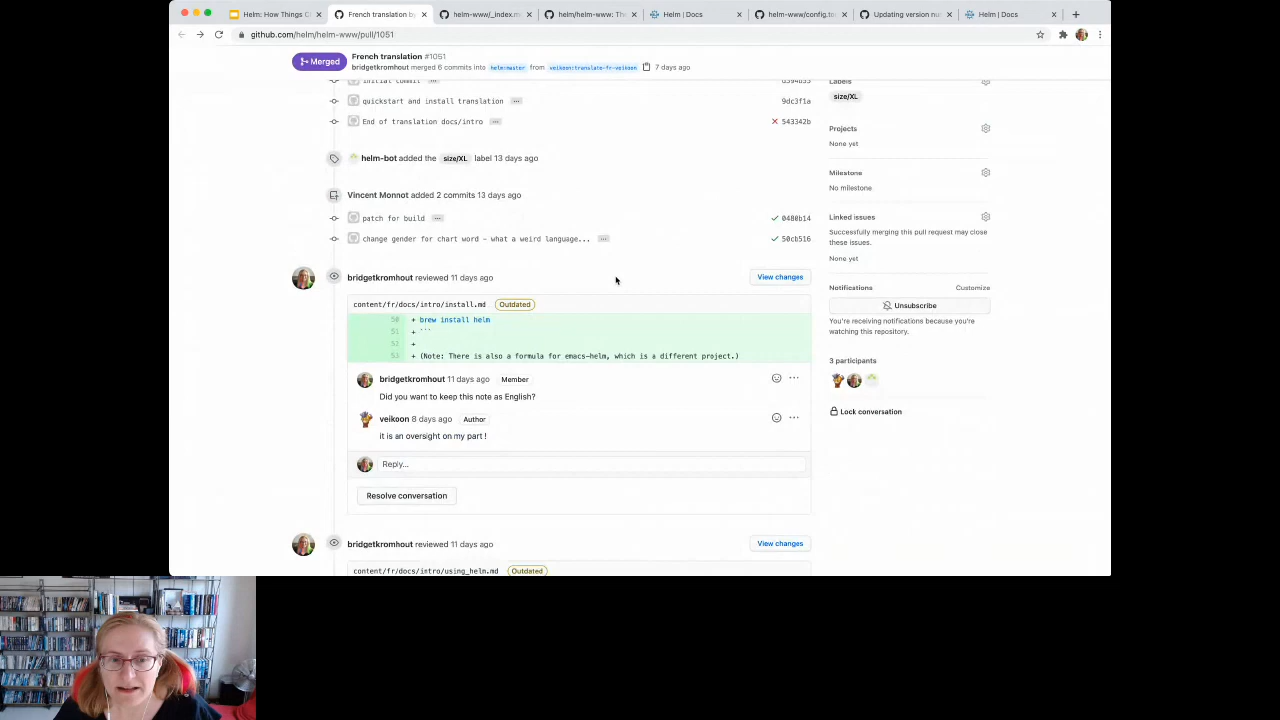 Helm: How Things C
French translation by
helm-www/_index.m
helm/helm-www: The
Helm | Docs
helm-www/config.to
Updating version nu
Helm | Docs
github.com/helm/helm-www/pull/1051
Merged
French translation #1051
bridgetkromhout merged 6 commits into helm:master from veikoon:translate-fr-veikoon 7 days ago
initial commit
quickstart and install translation 9dc3f1a
End of translation docs/intro 543342b
helm-bot added the size/XL label 13 days ago
Vincent Monnot added 2 commits 13 days ago
patch for build 0480b14
change gender for chart word - what a weird language... 50cb516
bridgetkromhout reviewed 11 days ago
View changes
content/fr/docs/intro/install.md Outdated
50 + brew install helm
51 + ```
52 +
53 + (Note: There is also a formula for emacs-helm, which is a different project.)
bridgetkromhout 11 days ago Member
Did you want to keep this note as English?
veikoon 8 days ago Author
it is an oversight on my part !
Reply...
Resolve conversation
bridgetkromhout reviewed 11 days ago
View changes
content/fr/docs/intro/using_helm.md Outdated
Labels
size/XL
Projects
None yet
Milestone
No milestone
Linked issues
Successfully merging this pull request may close
these issues.
None yet
Notifications Customize
Unsubscribe
You're receiving notifications because you're
watching this repository.
3 participants
Lock conversation